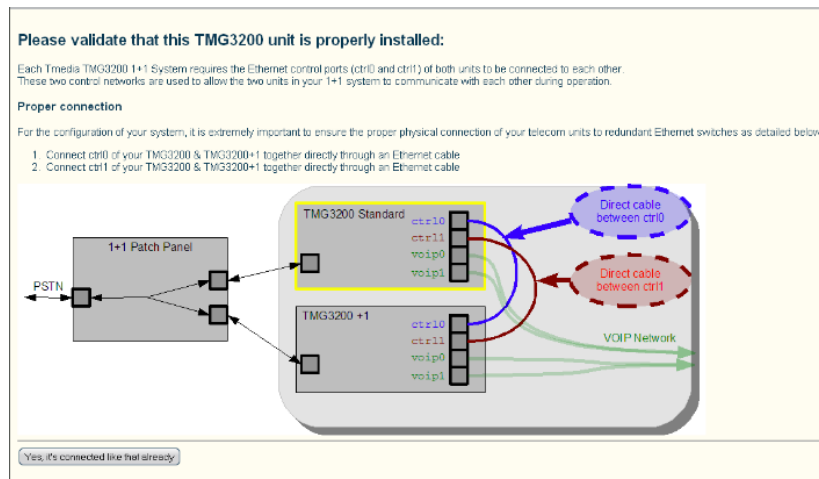 Please validate that this TMG3200 unit is properly installed:
Each Tmedia TMG3200 1+1 System requires the Ethernet control ports (ctrl0 and ctrl1) of both units to be connected to each other.
These two control networks are used to allow the two units in your 1+1 system to communicate with each other during operation.
Proper connection
For the configuration of your system, it is extremely important to ensure the proper physical connection of your telecom units to redundant Ethernet switches as detailed below
1. Connect ctrl0 of your TMG3200 & TMG3200+1 together directly through an Ethernet cable
2. Connect ctrl1 of your TMG3200 & TMG3200+1 together directly through an Ethernet cable
TMG3200 Standard
ctrl0
ctrl1
voip0
voip1
Direct cable
between ctrl0
1+1 Patch Panel
PSTN
Direct cable
between ctrl1
TMG3200 +1
ctrl0
ctrl1
voip0
voip1
VOIP Network
Yes, it's connected like that already